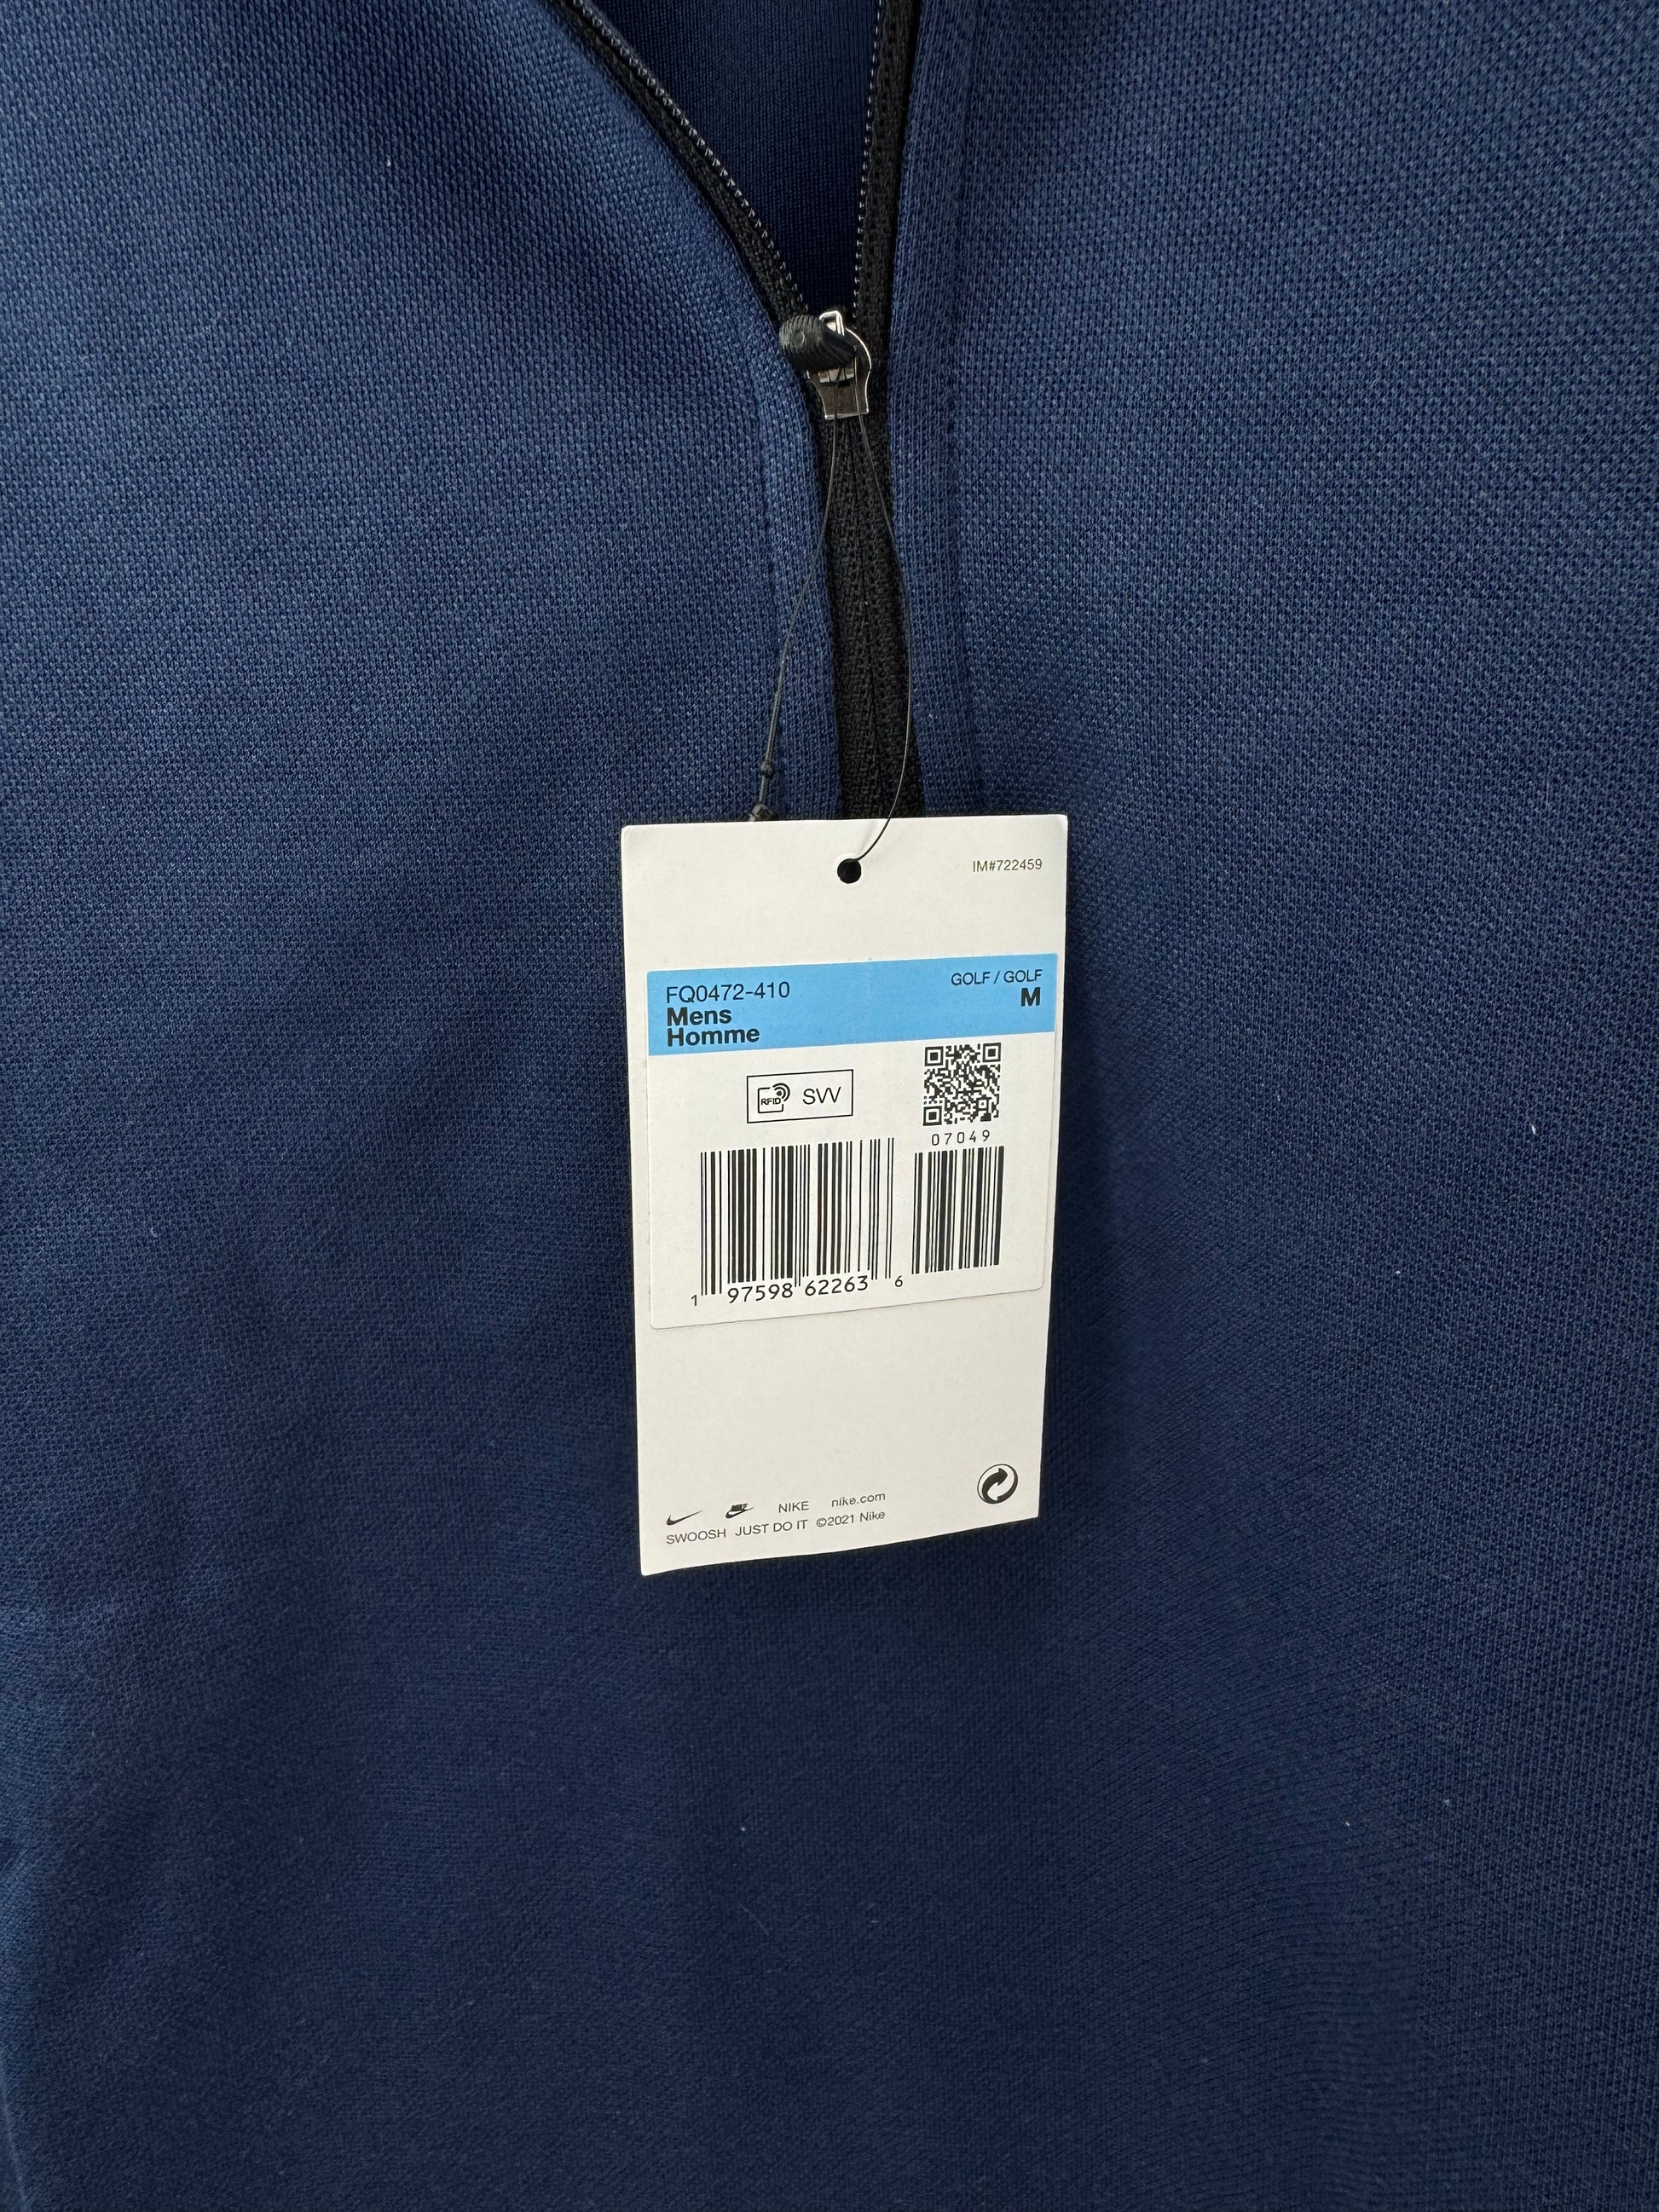 IM#722459
FQ0472-410
GOLF / GOLF
Mens
M
Homme
RFID SW
07049
1 97598 62263 6
NIKE nike.com
SWOOSH JUST DO IT ©2021 Nike